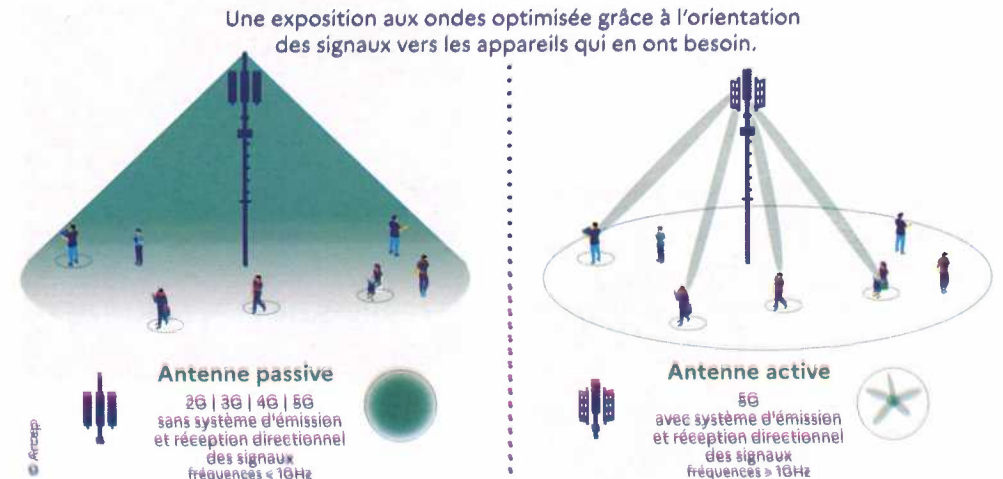 Une exposition aux ondes optimisée grâce à l'orientation
des signaux vers les appareils qui en ont besoin.
Antenne passive
2G | 3G | 4G | 5G
sans système d'émission
et réception directionnel
des signaux
fréquences < 1GHz
Antenne active
5G
avec système d'émission
et réception directionnel
des signaux
fréquences > 1GHz
© Arcep